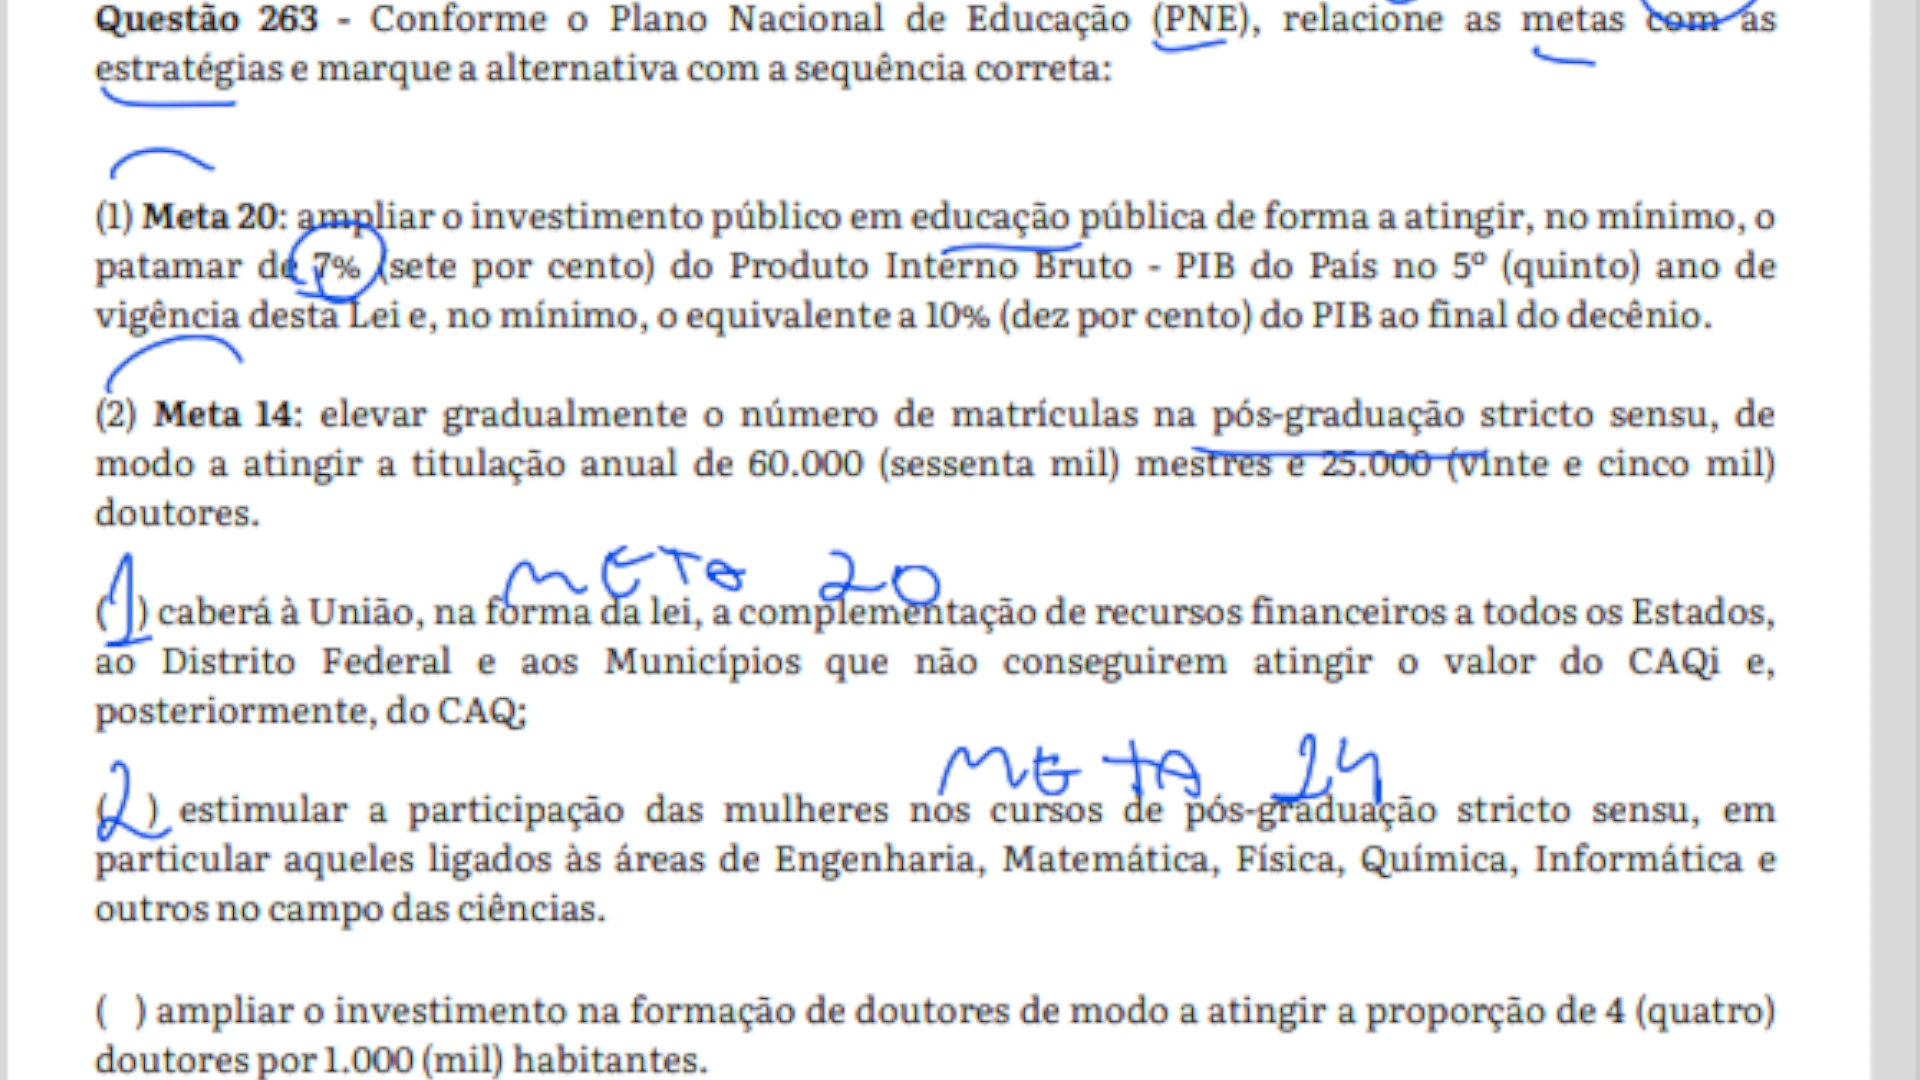 Questão 263 - Conforme o Plano Nacional de Educação (PNE), relacione as metas com as
estratégias e marque a alternativa com a sequência correta:
(1) Meta 20: ampliar o investimento público em educação pública de forma a atingir, no mínimo, o
patamar de 7% (sete por cento) do Produto Interno Bruto - PIB do País no 5º (quinto) ano de
vigência desta Lei e, no mínimo, o equivalente a 10% (dez por cento) do PIB ao final do decênio.
(2) Meta 14: elevar gradualmente o número de matrículas na pós-graduação stricto sensu, de
modo a atingir a titulação anual de 60.000 (sessenta mil) mestres e 25.000 (vinte e cinco mil)
doutores.
META 20
(1) caberá à União, na forma da lei, a complementação de recursos financeiros a todos os Estados,
ao Distrito Federal e aos Municípios que não conseguirem atingir o valor do CAQi e,
posteriormente, do CAQ;
META 14
(2) estimular a participação das mulheres nos cursos de pós-graduação stricto sensu, em
particular aqueles ligados às áreas de Engenharia, Matemática, Física, Química, Informática e
outros no campo das ciências.
( ) ampliar o investimento na formação de doutores de modo a atingir a proporção de 4 (quatro)
doutores por 1.000 (mil) habitantes.